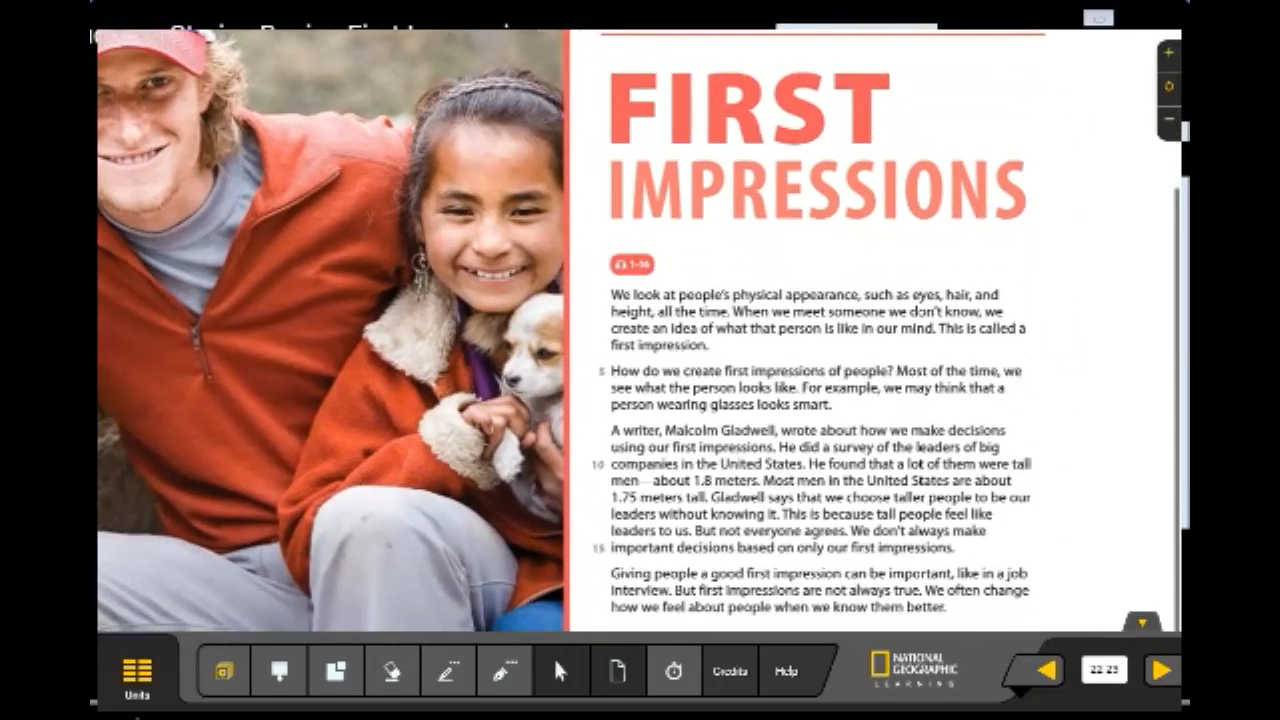 FIRST
IMPRESSIONS
1-16
We look at people's physical appearance, such as eyes, hair, and
height, all the time. When we meet someone we don't know, we
create an idea of what that person is like in our mind. This is called a
first impression.
5 How do we create first impressions of people? Most of the time, we
see what the person looks like. For example, we may think that a
person wearing glasses looks smart.
A writer, Malcolm Gladwell, wrote about how we make decisions
using our first impressions. He did a survey of the leaders of big
10 companies in the United States. He found that a lot of them were tall
men—about 1.8 meters. Most men in the United States are about
1.75 meters tall. Gladwell says that we choose taller people to be our
leaders without knowing it. This is because tall people feel like
leaders to us. But not everyone agrees. We don't always make
15 important decisions based on only our first impressions.
Giving people a good first impression can be important, like in a job
interview. But first impressions are not always true. We often change
how we feel about people when we know them better.
Units
Credits
Help
NATIONAL
GEOGRAPHIC
LEARNING
22-23